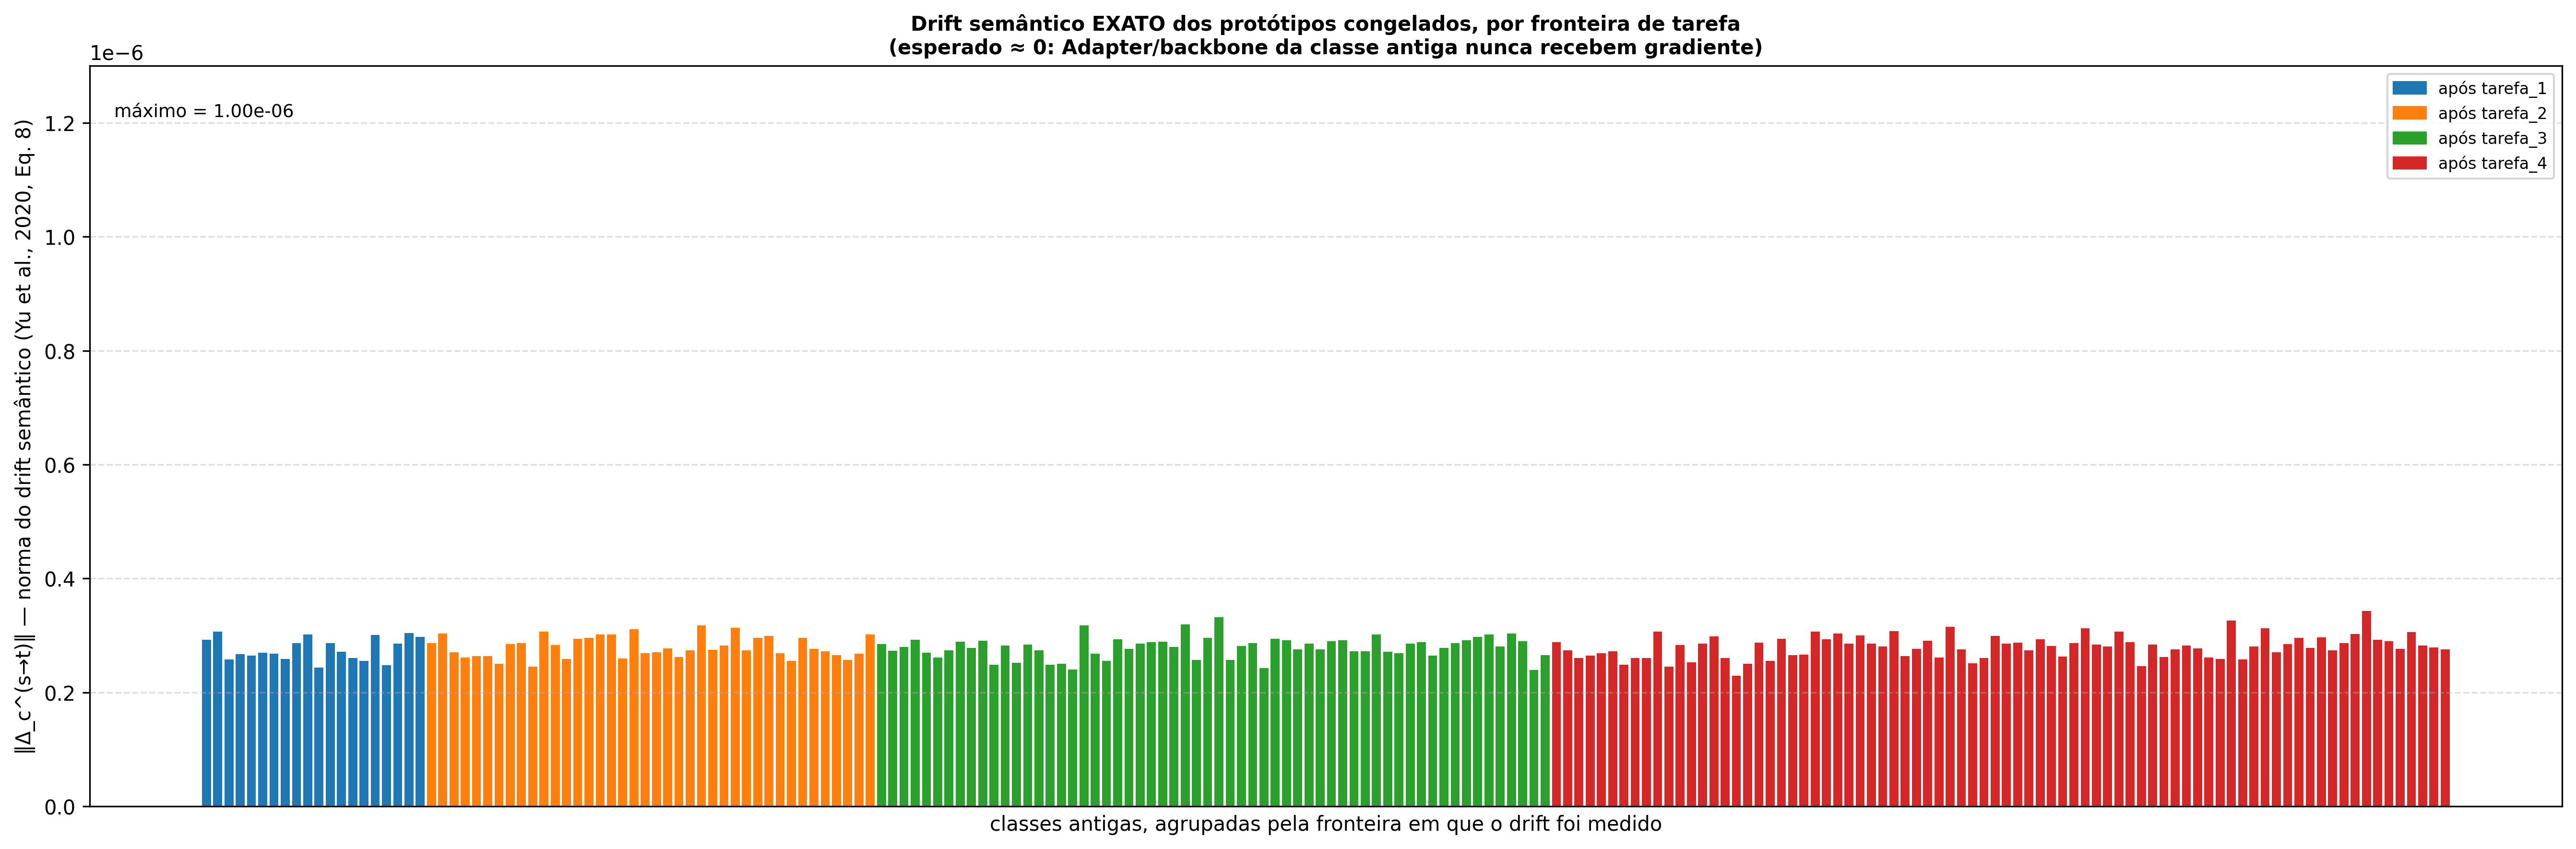 Drift semântico EXATO dos protótipos congelados, por fronteira de tarefa
(esperado ≈ 0: Adapter/backbone da classe antiga nunca recebem gradiente)
1e−6
máximo = 1.00e-06
após tarefa_1
após tarefa_2
após tarefa_3
após tarefa_4
‖Δ_c^(s→t)‖ — norma do drift semântico (Yu et al., 2020, Eq. 8)
1.2
1.0
0.8
0.6
0.4
0.2
0.0
classes antigas, agrupadas pela fronteira em que o drift foi medido